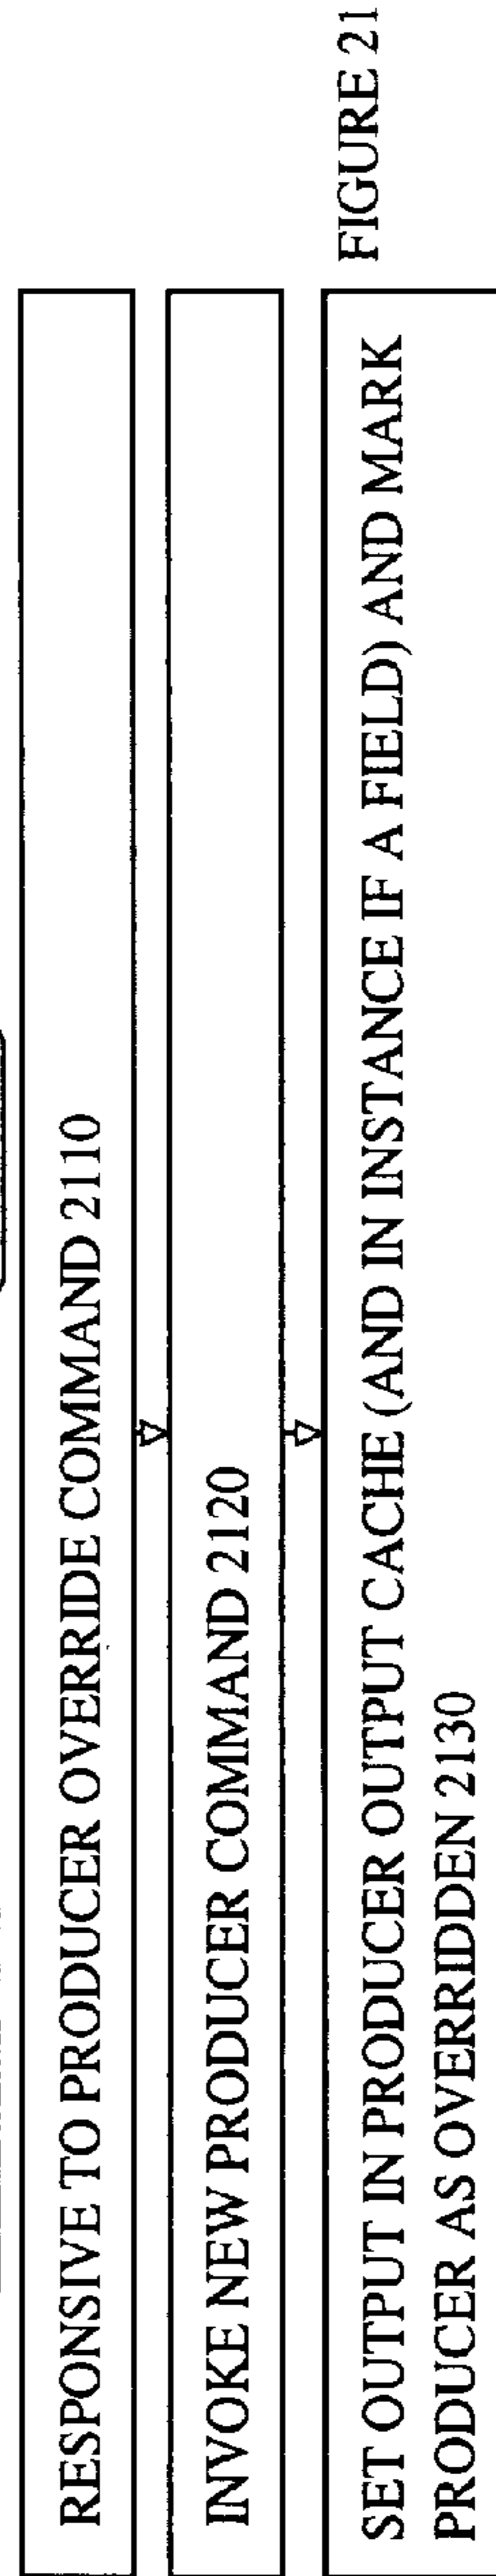 RESPONSIVE TO PRODUCER OVERRIDE COMMAND 2110
INVOKE NEW PRODUCER COMMAND 2120
SET OUTPUT IN PRODUCER OUTPUT CACHE (AND IN INSTANCE IF A FIELD) AND MARK
PRODUCER AS OVERRIDDEN 2130
FIGURE 21